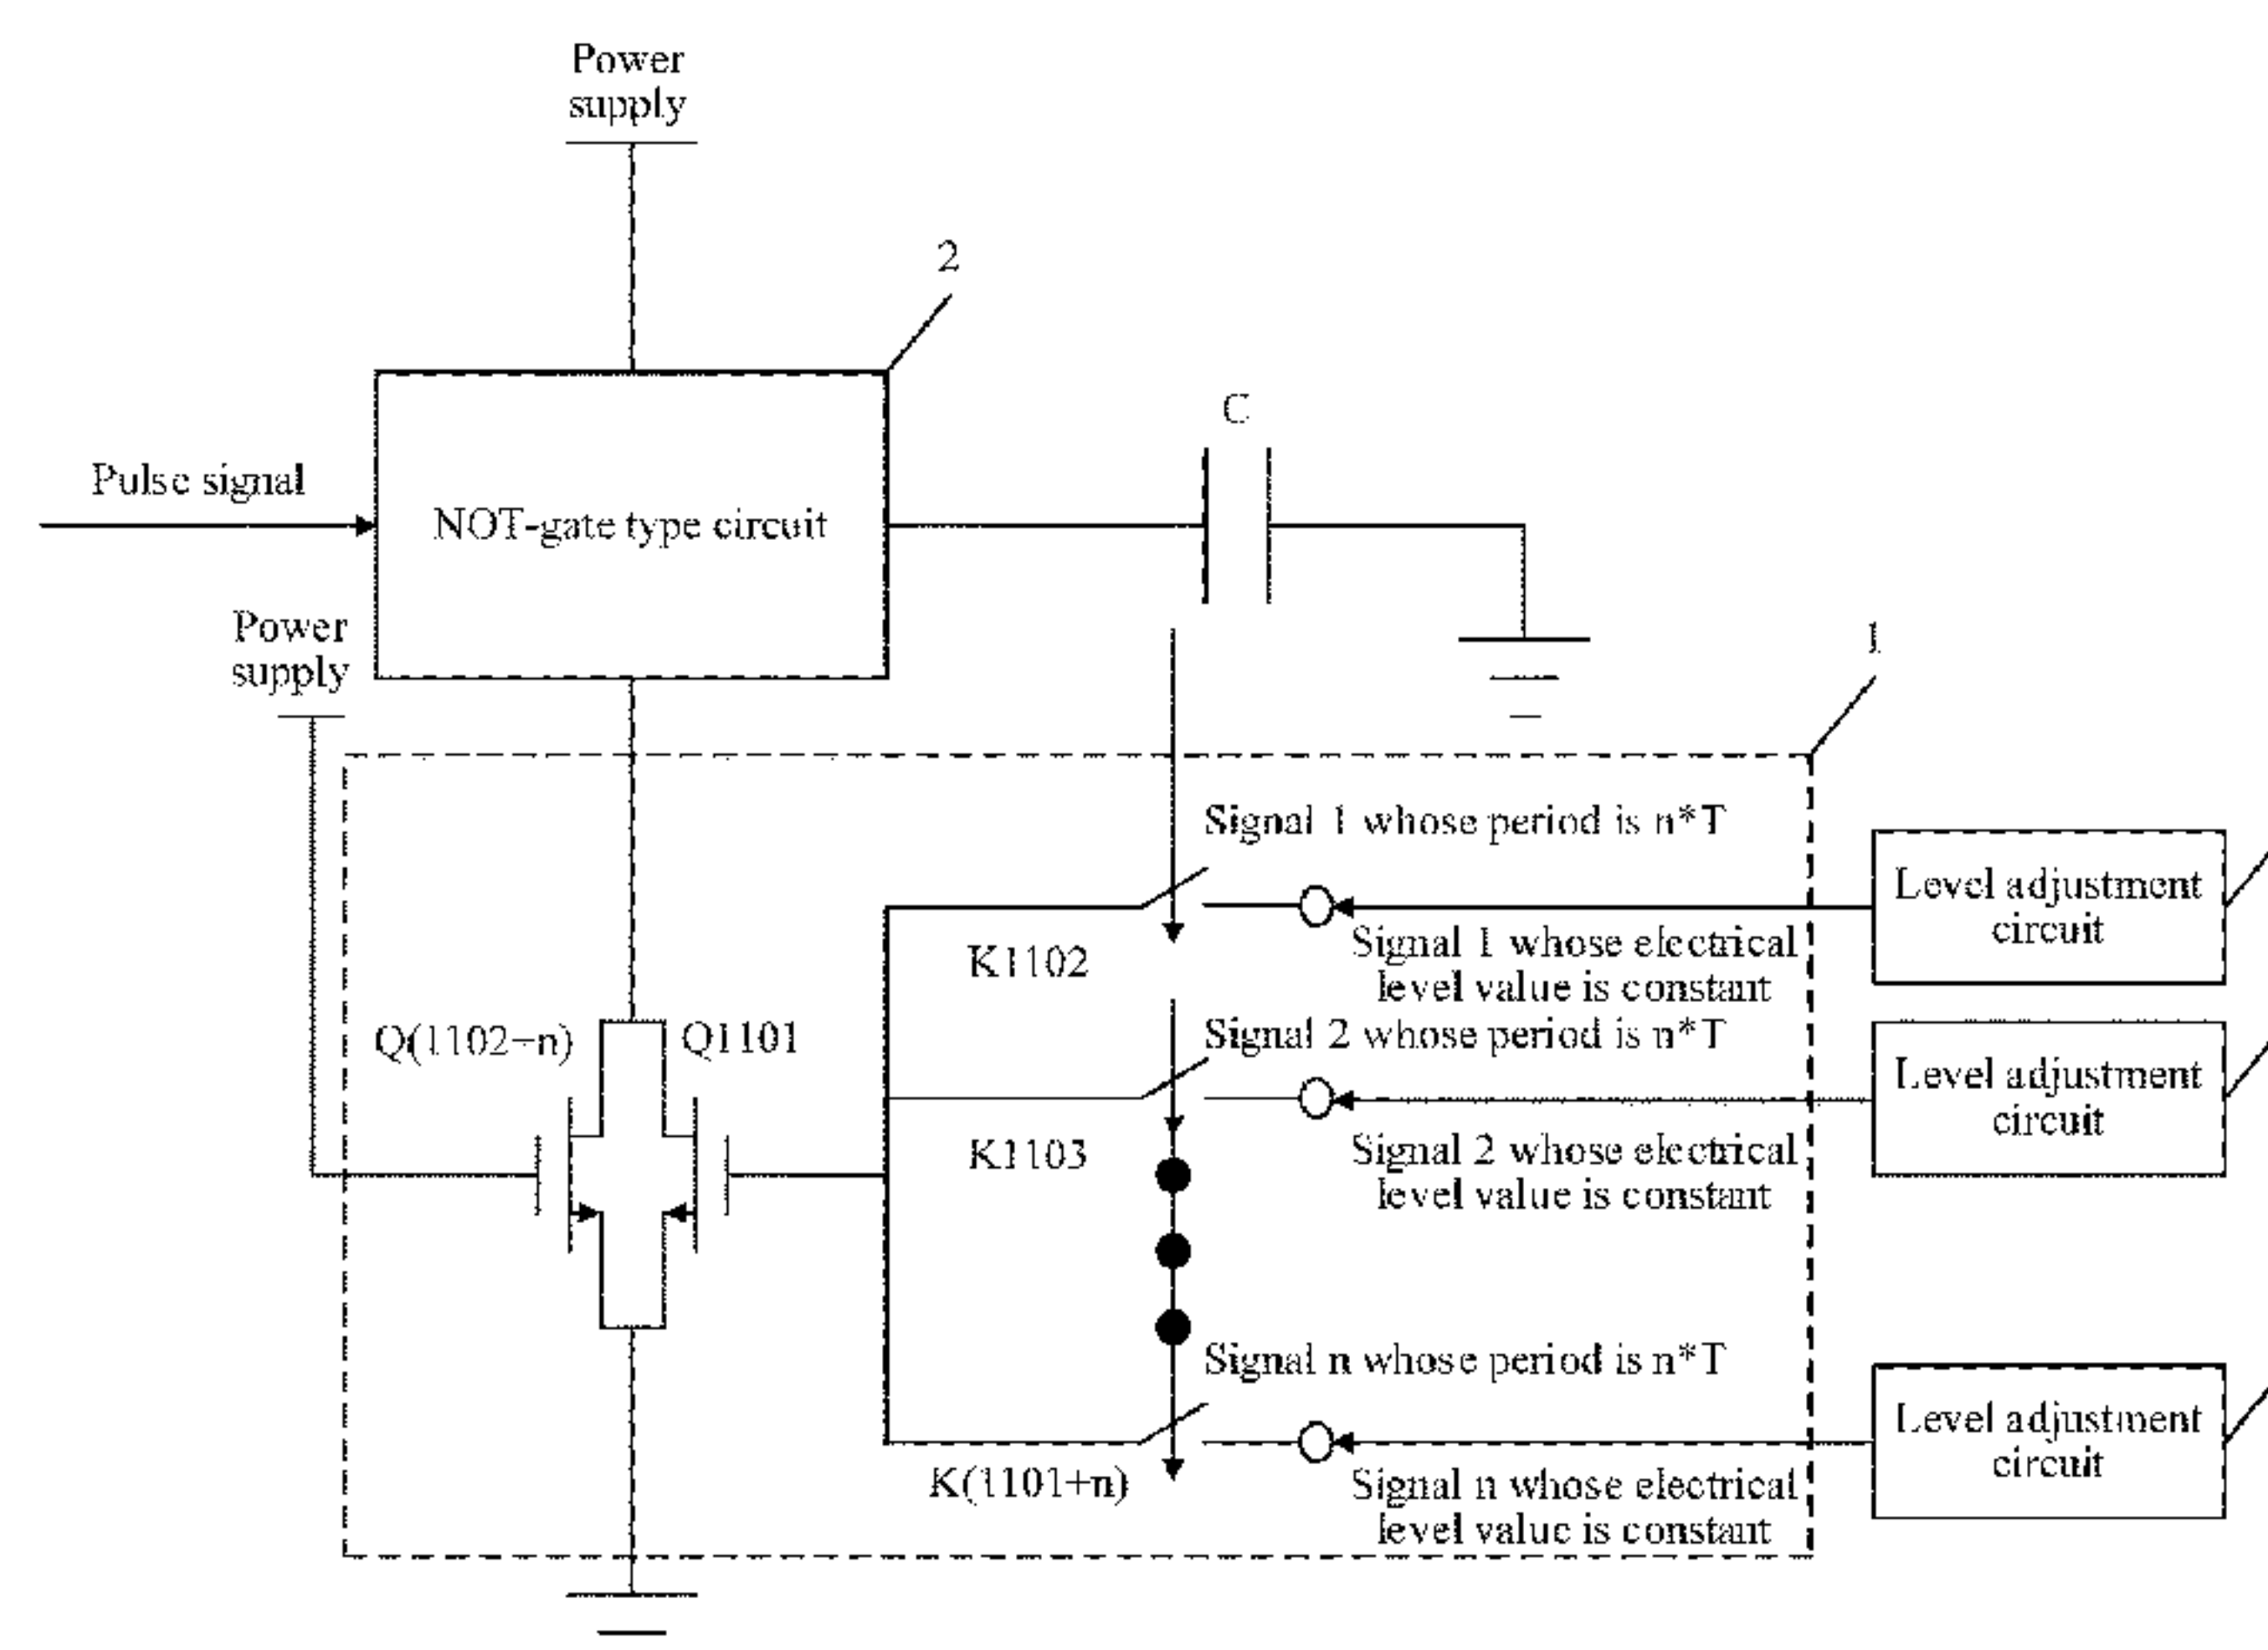 Power
supply
2
C
Pulse signal
NOT-gate type circuit
Power
supply
1
Signal 1 whose period is n*T
Level adjustment
circuit
K1102
Signal 1 whose electrical
level value is constant
Q(1102+n)
Q1101
Signal 2 whose period is n*T
Level adjustment
circuit
K1103
Signal 2 whose electrical
level value is constant
Signal n whose period is n*T
Level adjustment
circuit
K(1101+n)
Signal n whose electrical
level value is constant